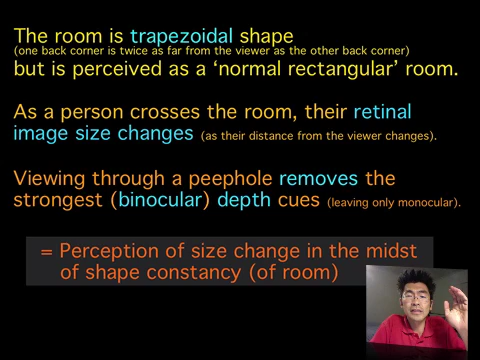 The room is trapezoidal shape
(one back corner is twice as far from the viewer as the other back corner)
but is perceived as a ‘normal rectangular’ room.
As a person crosses the room, their retinal
image size changes (as their distance from the viewer changes).
Viewing through a peephole removes the
strongest (binocular) depth cues (leaving only monocular).
= Perception of size change in the midst
of shape constancy (of room)